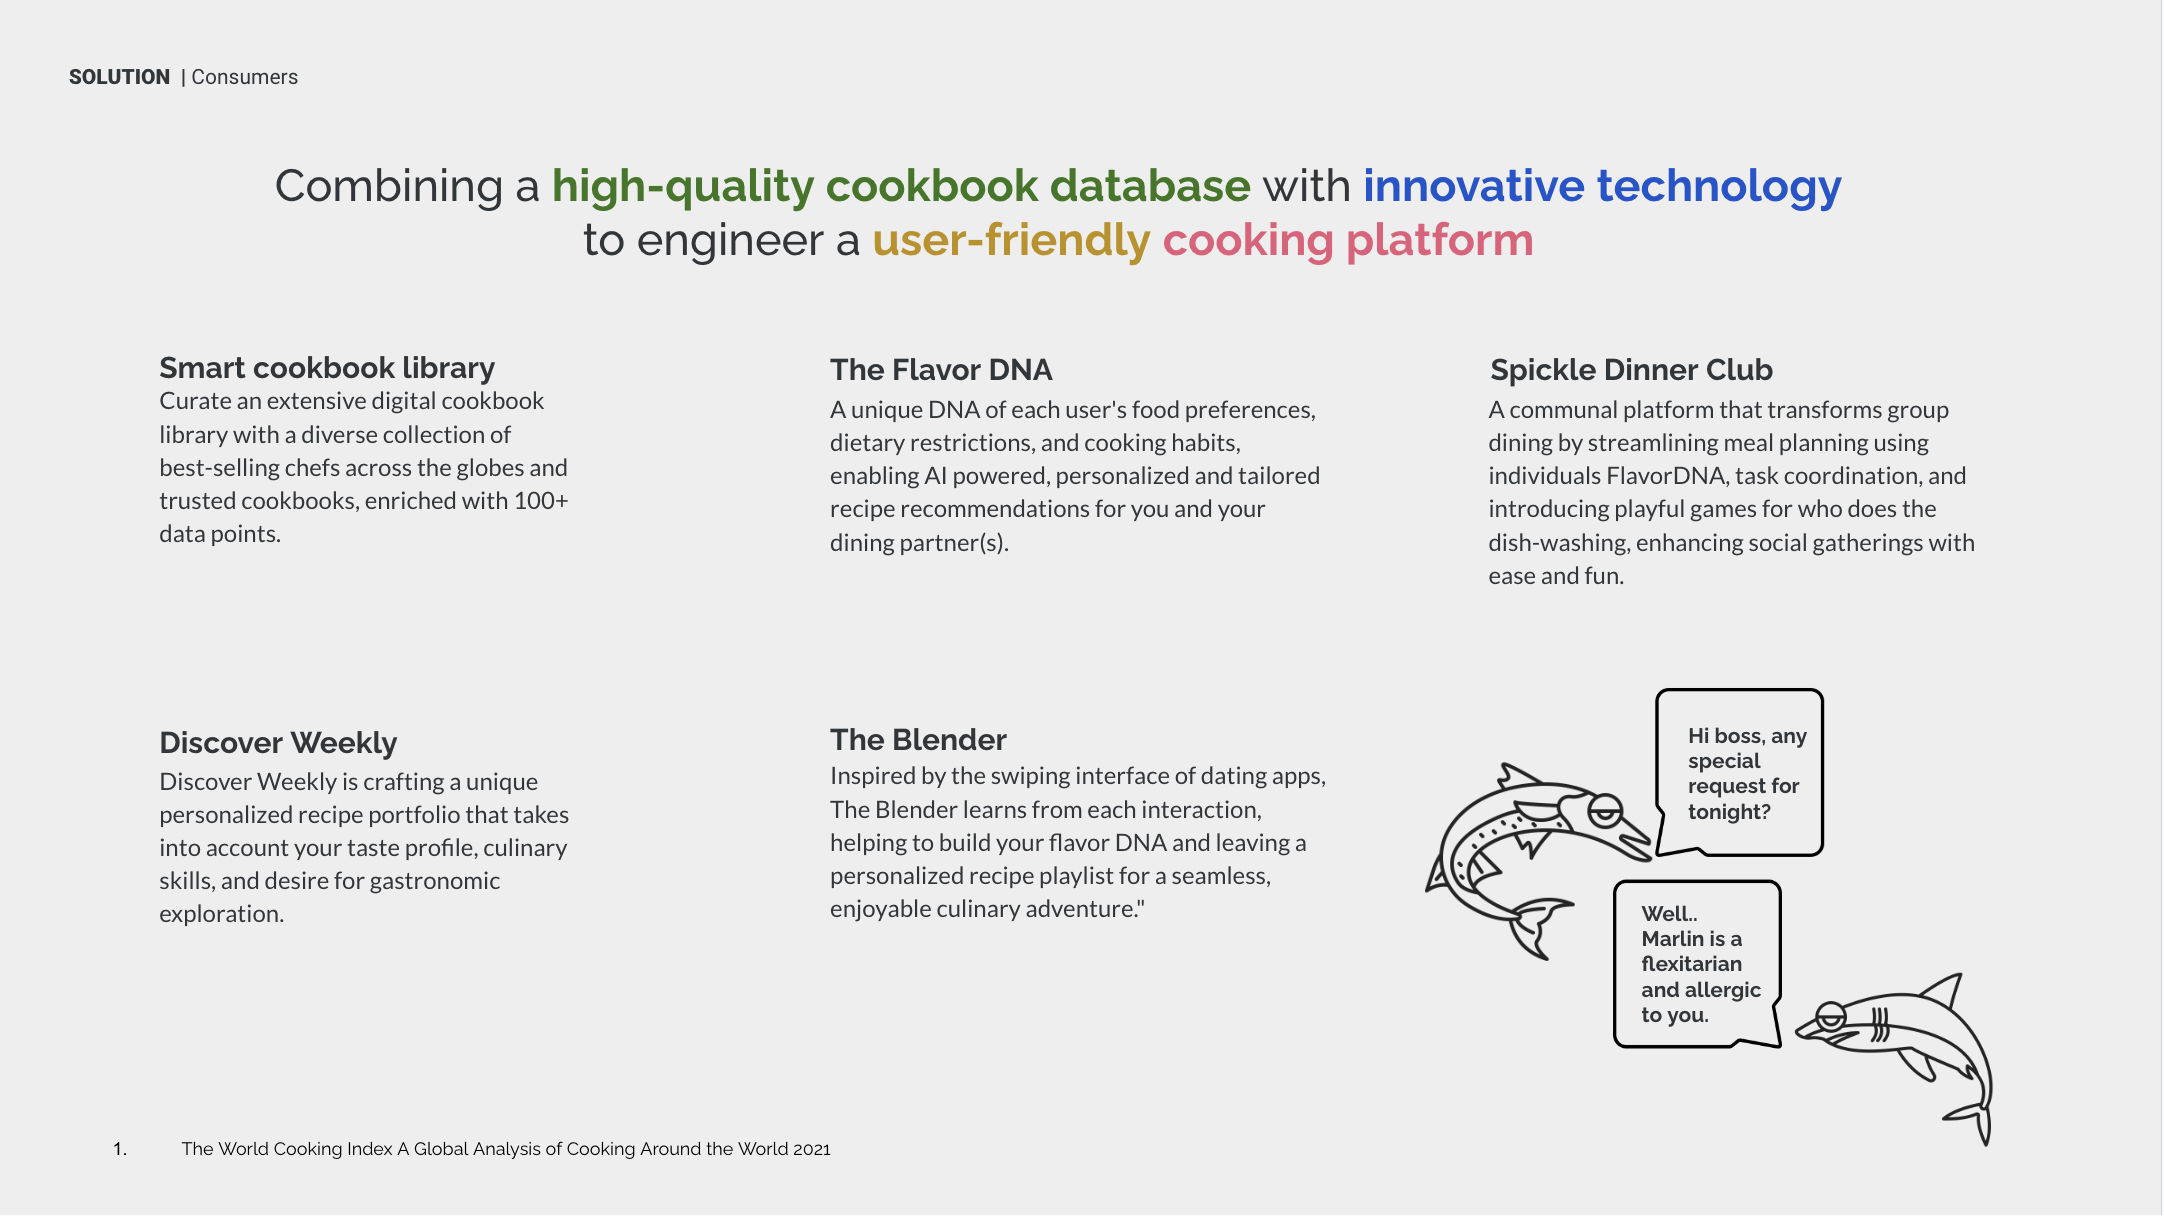 SOLUTION | Consumers
Combining a high-quality cookbook database with innovative technology
to engineer a user-friendly cooking platform
Smart cookbook library
Curate an extensive digital cookbook
library with a diverse collection of
best-selling chefs across the globes and
trusted cookbooks, enriched with 100+
data points.
The Flavor DNA
A unique DNA of each user's food preferences,
dietary restrictions, and cooking habits,
enabling AI powered, personalized and tailored
recipe recommendations for you and your
dining partner(s).
Spickle Dinner Club
A communal platform that transforms group
dining by streamlining meal planning using
individuals FlavorDNA, task coordination, and
introducing playful games for who does the
dish-washing, enhancing social gatherings with
ease and fun.
Discover Weekly
Discover Weekly is crafting a unique
personalized recipe portfolio that takes
into account your taste profile, culinary
skills, and desire for gastronomic
exploration.
The Blender
Inspired by the swiping interface of dating apps,
The Blender learns from each interaction,
helping to build your flavor DNA and leaving a
personalized recipe playlist for a seamless,
enjoyable culinary adventure."
Hi boss, any
special
request for
tonight?
Well..
Marlin is a
flexitarian
and allergic
to you.
1. The World Cooking Index A Global Analysis of Cooking Around the World 2021